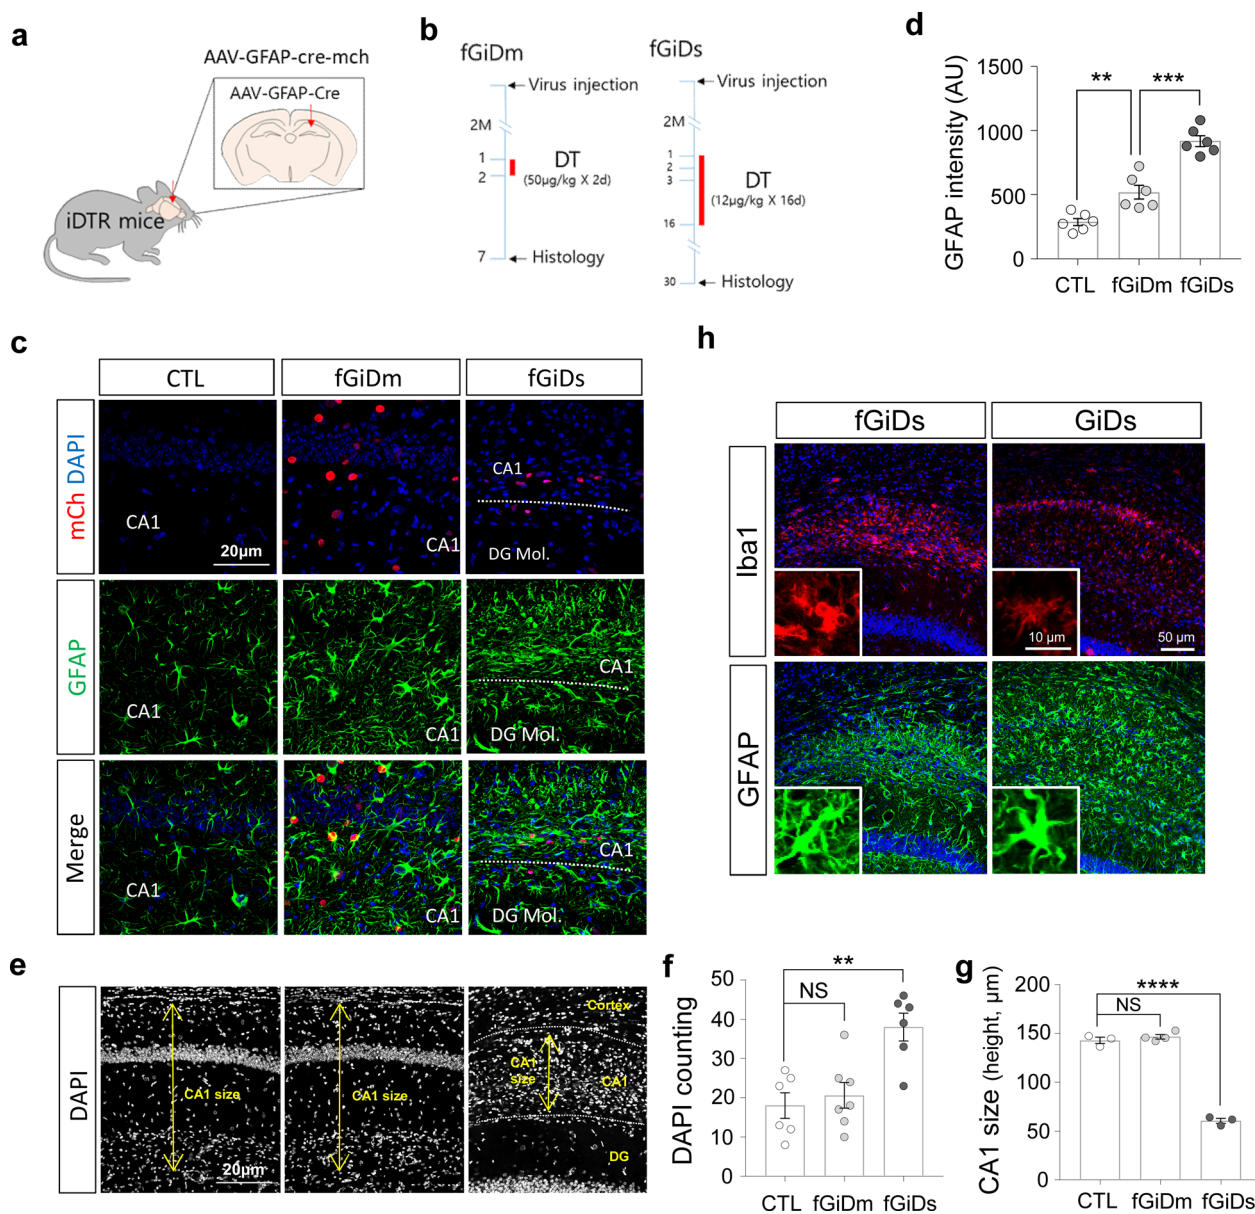 a
AAV-GFAP-cre-mch
AAV-GFAP-Cre
iDTR mice
b
fGiDm
Virus injection
2M
1
2
DT
(50µg/kg X 2d)
7
Histology
fGiDs
Virus injection
2M
1
2
3
DT
(12µg/kg X 16d)
16
30
Histology
d
GFAP intensity (AU)
1500
1000
500
0
**
***
CTL
fGiDm
fGiDs
c
CTL
fGiDm
fGiDs
mCh DAPI
CA1
20µm
CA1
CA1
DG Mol.
GFAP
CA1
CA1
CA1
DG Mol.
Merge
CA1
CA1
CA1
DG Mol.
h
fGiDs
GiDs
Iba1
10 µm
50 µm
GFAP
e
DAPI
CA1 size
20µm
CA1 size
Cortex
CA1
size
CA1
DG
f
DAPI counting
50
40
30
20
10
0
NS
**
CTL
fGiDm
fGiDs
g
CA1 size (height, µm)
200
150
100
50
0
NS
****
CTL
fGiDm
fGiDs